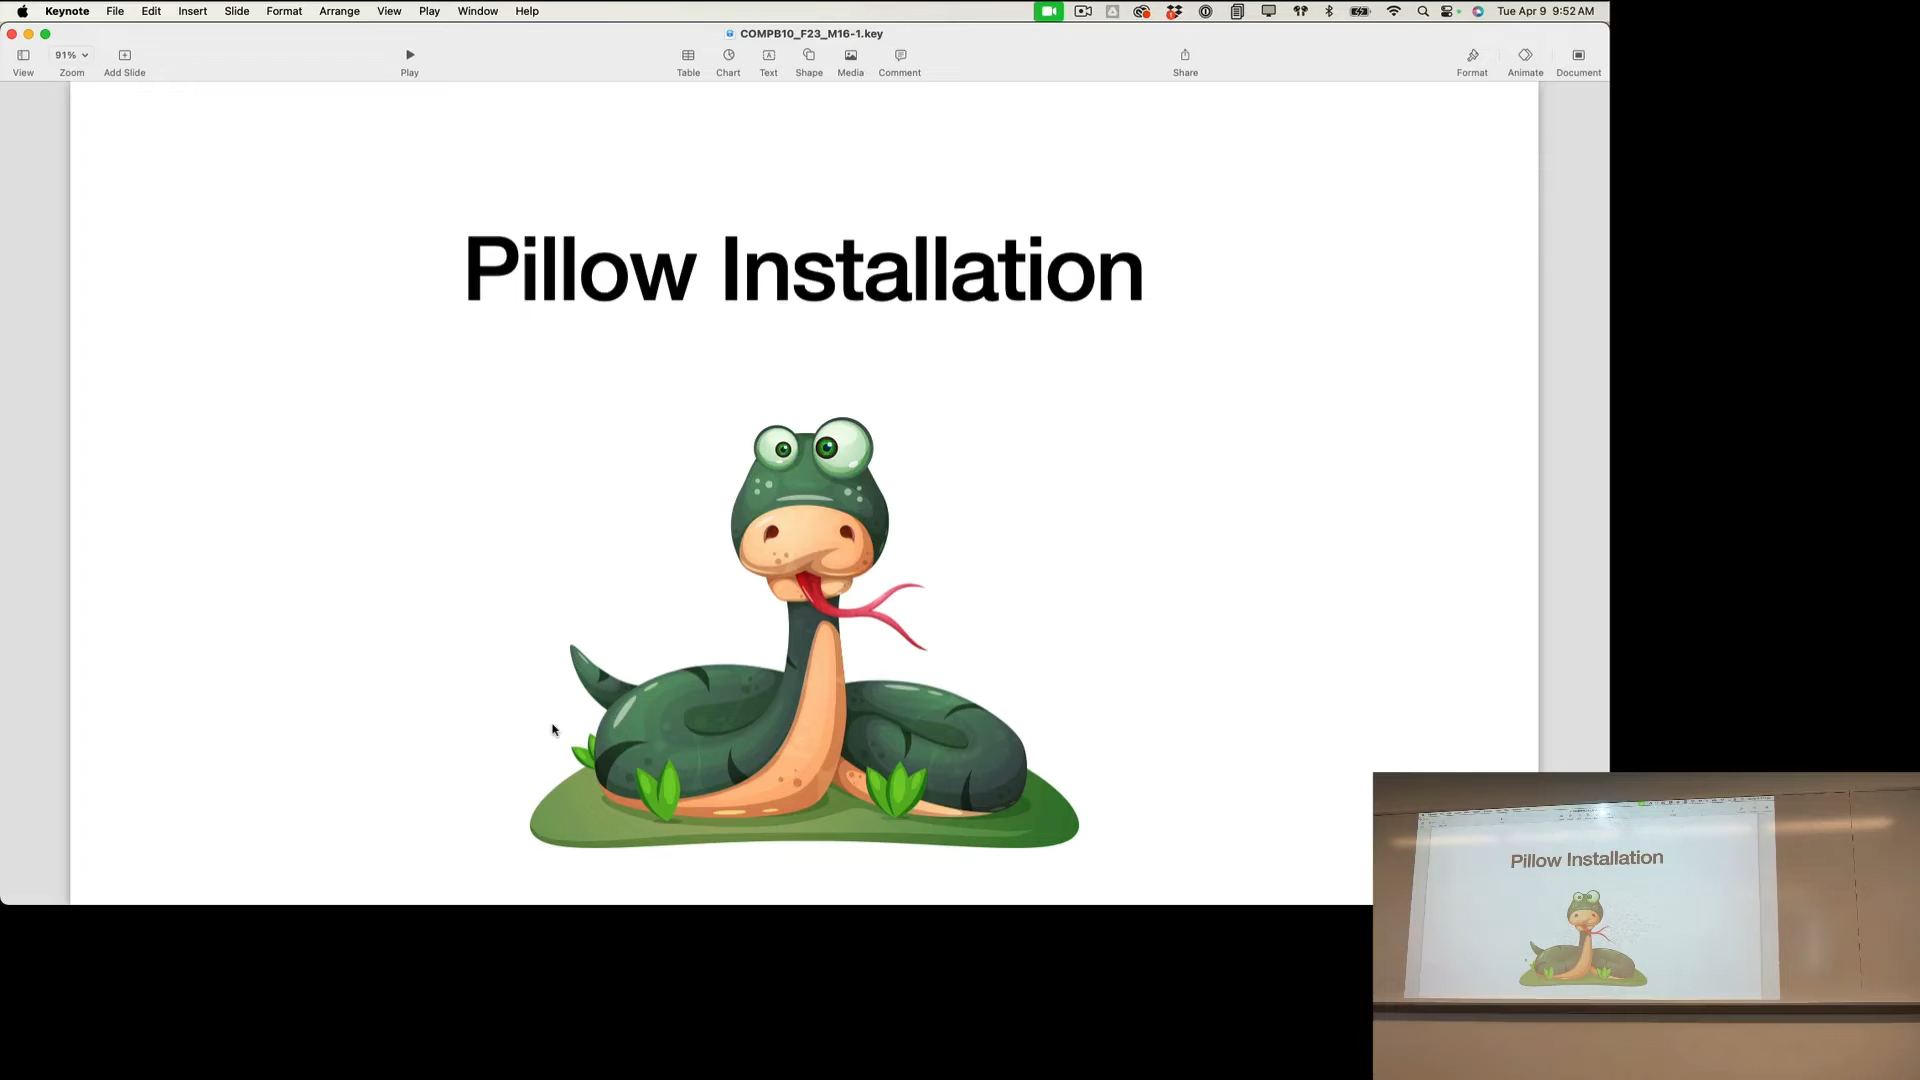 Keynote File Edit Insert Slide Format Arrange View Play Window Help Tue Apr 9 9:52 AM
COMPB10_F23_M16-1.key
91%
View Zoom Add Slide Play Table Chart Text Shape Media Comment Share Format Animate Document
Pillow Installation
Pillow Installation